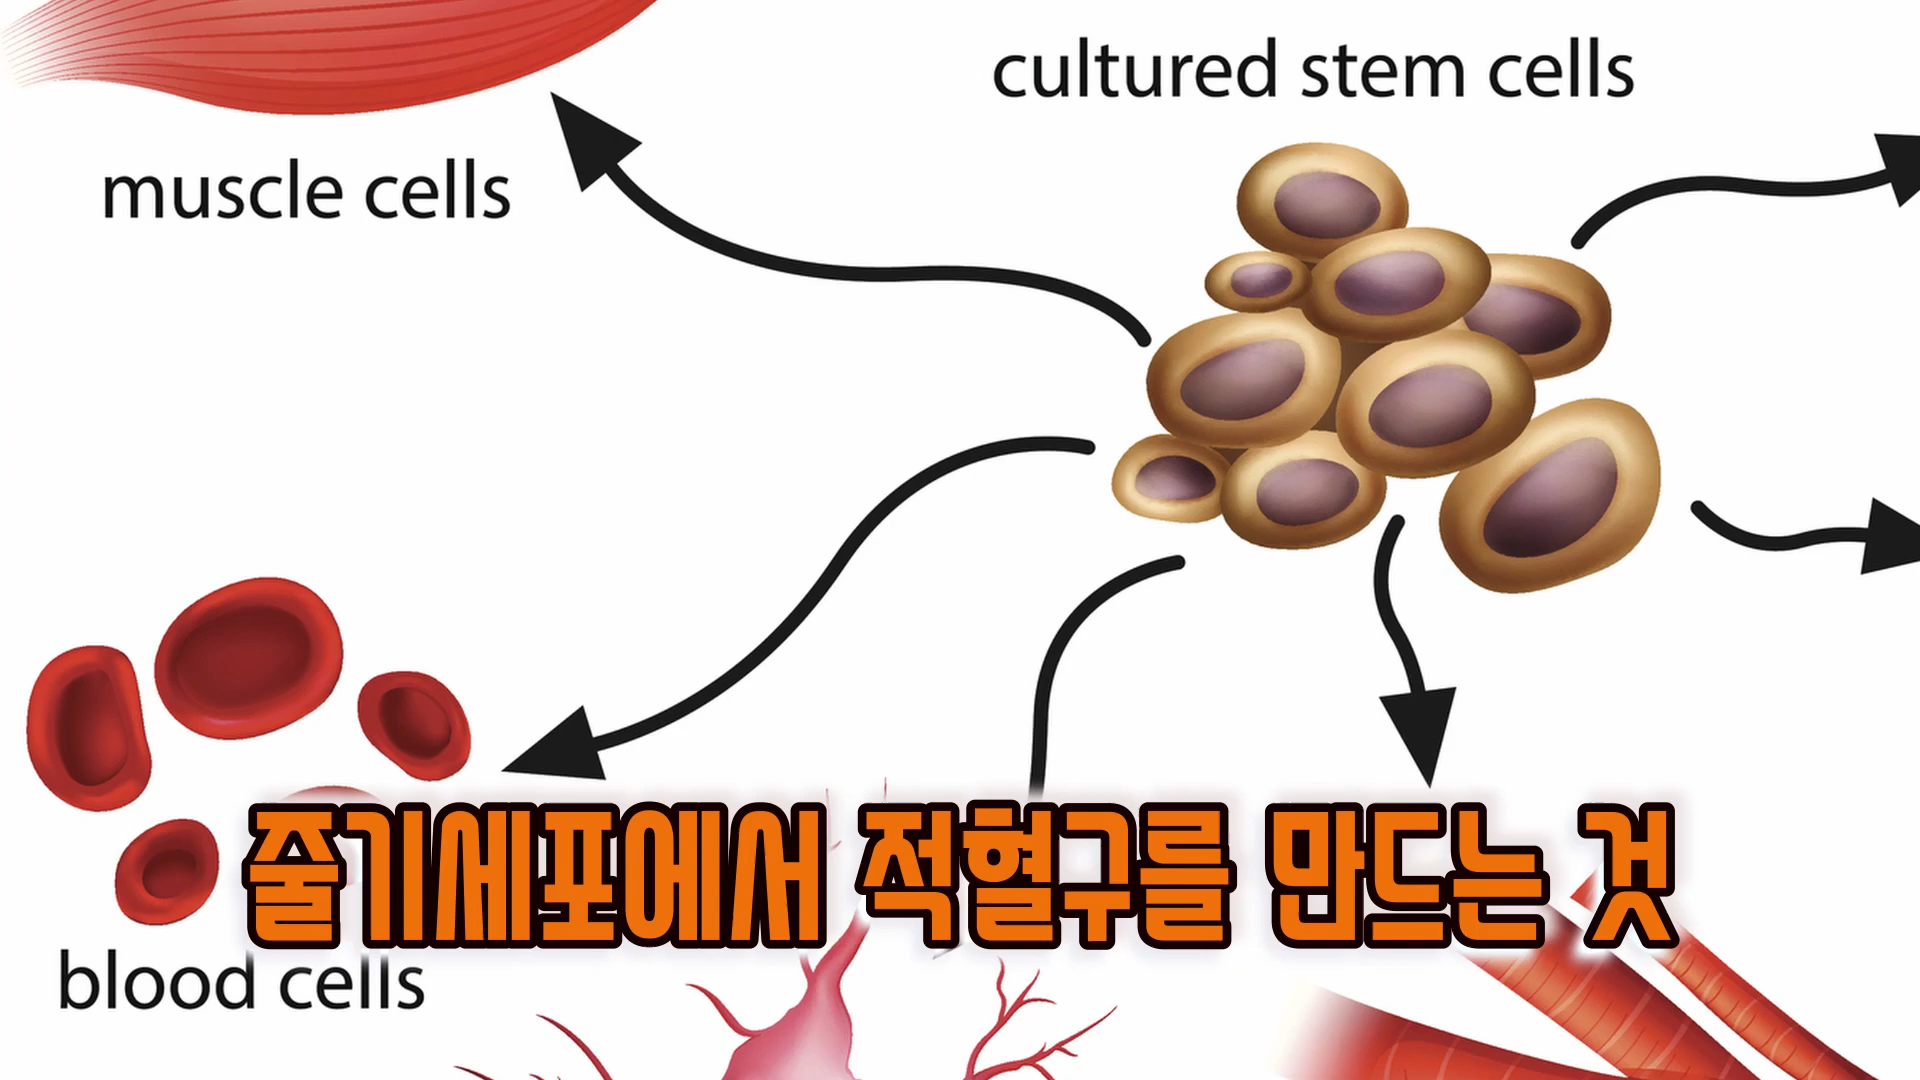 cultured stem cells
muscle cells
줄기세포에서 적혈구를 만드는 것
blood cells